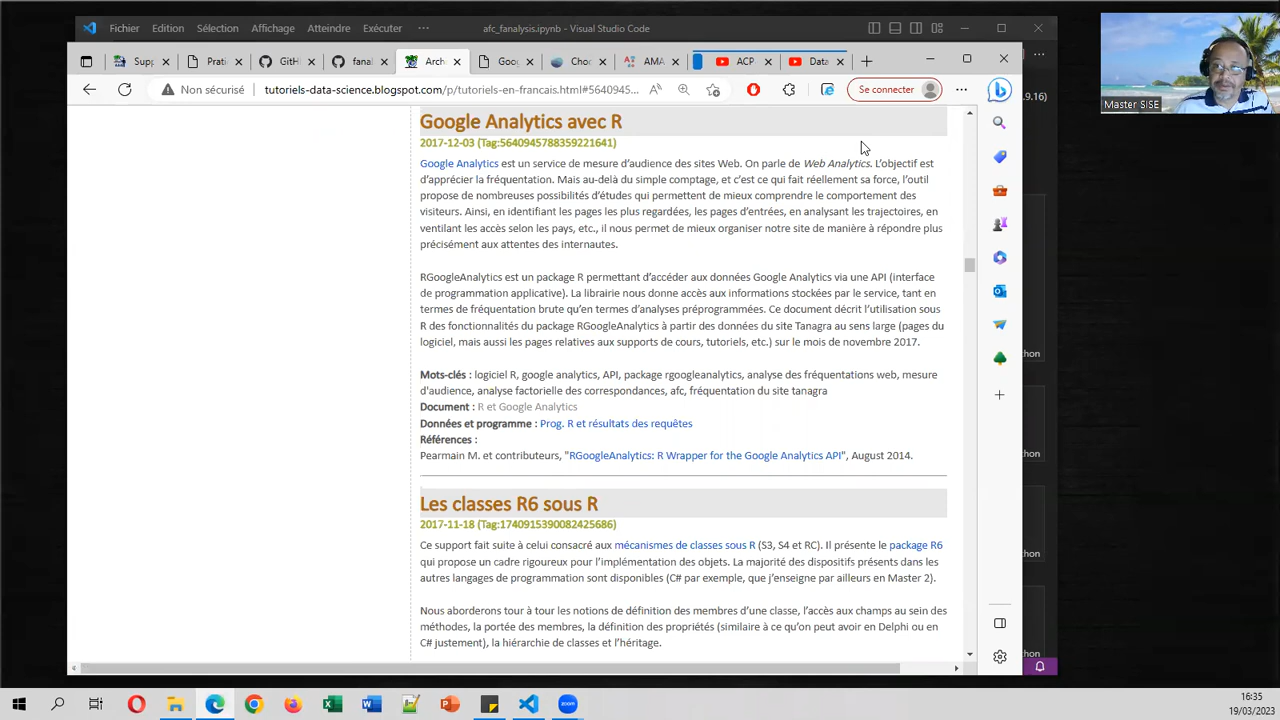 Fichier Edition Sélection Affichage Atteindre Exécuter
afc_fanalysis.ipynb - Visual Studio Code
Supp
Prati
GitH
fanal
Arch
Goog
Choc
AMA
ACP
Data
Non sécurisé
tutoriels-data-science.blogspot.com/p/tutoriels-en-francais.html#5640945...
Se connecter
Master SISE
.9.16)
Google Analytics avec R
2017-12-03 (Tag:5640945788359221641)
Google Analytics est un service de mesure d'audience des sites Web. On parle de Web Analytics. L'objectif est
d'apprécier la fréquentation. Mais au-delà du simple comptage, et c'est ce qui fait réellement sa force, l'outil
propose de nombreuses possibilités d'études qui permettent de mieux comprendre le comportement des
visiteurs. Ainsi, en identifiant les pages les plus regardées, les pages d'entrées, en analysant les trajectoires, en
ventilant les accès selon les pays, etc., il nous permet de mieux organiser notre site de manière à répondre plus
précisément aux attentes des internautes.
RGoogleAnalytics est un package R permettant d'accéder aux données Google Analytics via une API (interface
de programmation applicative). La librairie nous donne accès aux informations stockées par le service, tant en
termes de fréquentation brute qu'en termes d'analyses préprogrammées. Ce document décrit l'utilisation sous
R des fonctionnalités du package RGoogleAnalytics à partir des données du site Tanagra au sens large (pages du
logiciel, mais aussi les pages relatives aux supports de cours, tutoriels, etc.) sur le mois de novembre 2017.
Mots-clés : logiciel R, google analytics, API, package rgoogleanalytics, analyse des fréquentations web, mesure
d'audience, analyse factorielle des correspondances, afc, fréquentation du site tanagra
Document : R et Google Analytics
Données et programme : Prog. R et résultats des requêtes
Références :
Pearmain M. et contributeurs, "RGoogleAnalytics: R Wrapper for the Google Analytics API", August 2014.
Les classes R6 sous R
2017-11-18 (Tag:1740915390082425686)
Ce support fait suite à celui consacré aux mécanismes de classes sous R (S3, S4 et RC). Il présente le package R6
qui propose un cadre rigoureux pour l'implémentation des objets. La majorité des dispositifs présents dans les
autres langages de programmation sont disponibles (C# par exemple, que j'enseigne par ailleurs en Master 2).
Nous aborderons tour à tour les notions de définition des membres d'une classe, l'accès aux champs au sein des
méthodes, la portée des membres, la définition des propriétés (similaire à ce qu'on peut avoir en Delphi ou en
C# justement), la hiérarchie de classes et l'héritage.
thon
thon
thon
thon
16:35
19/03/2023